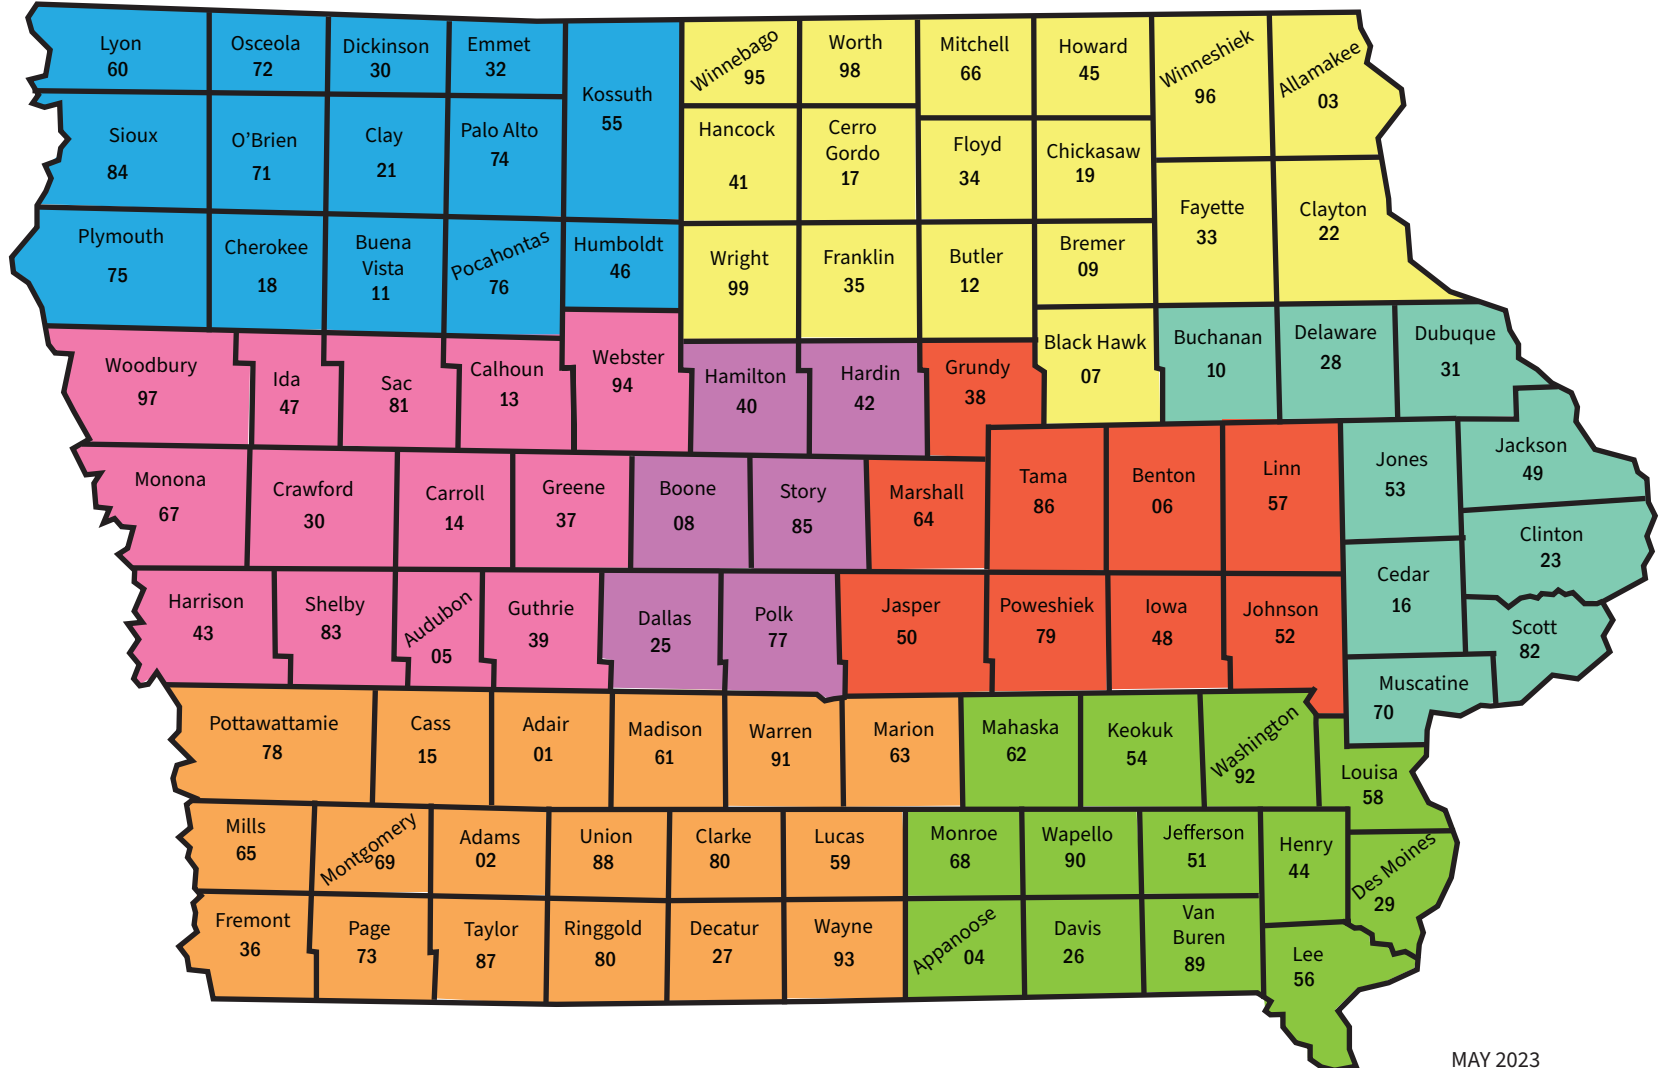 Lyon
60
Osceola
72
Dickinson
30
Emmet
32
Kossuth
55
Winnebago
95
Worth
98
Mitchell
66
Howard
45
Winneshiek
96
Allamakee
03
Sioux
84
O’Brien
71
Clay
21
Palo Alto
74
Hancock
41
Cerro
Gordo
17
Floyd
34
Chickasaw
19
Fayette
33
Clayton
22
Plymouth
75
Cherokee
18
Buena
Vista
11
Pocahontas
76
Humboldt
46
Wright
99
Franklin
35
Butler
12
Bremer
09
Woodbury
97
Ida
47
Sac
81
Calhoun
13
Webster
94
Hamilton
40
Hardin
42
Grundy
38
Black Hawk
07
Buchanan
10
Delaware
28
Dubuque
31
Monona
67
Crawford
30
Carroll
14
Greene
37
Boone
08
Story
85
Marshall
64
Tama
86
Benton
06
Linn
57
Jones
53
Jackson
49
Clinton
23
Cedar
16
Harrison
43
Shelby
83
Audubon
05
Guthrie
39
Dallas
25
Polk
77
Jasper
50
Poweshiek
79
Iowa
48
Johnson
52
Scott
82
Muscatine
70
Pottawattamie
78
Cass
15
Adair
01
Madison
61
Warren
91
Marion
63
Mahaska
62
Keokuk
54
Washington
92
Louisa
58
Mills
65
Montgomery
69
Adams
02
Union
88
Clarke
80
Lucas
59
Monroe
68
Wapello
90
Jefferson
51
Henry
44
Des Moines
29
Fremont
36
Page
73
Taylor
87
Ringgold
80
Decatur
27
Wayne
93
Appanoose
04
Davis
26
Van
Buren
89
Lee
56
MAY 2023